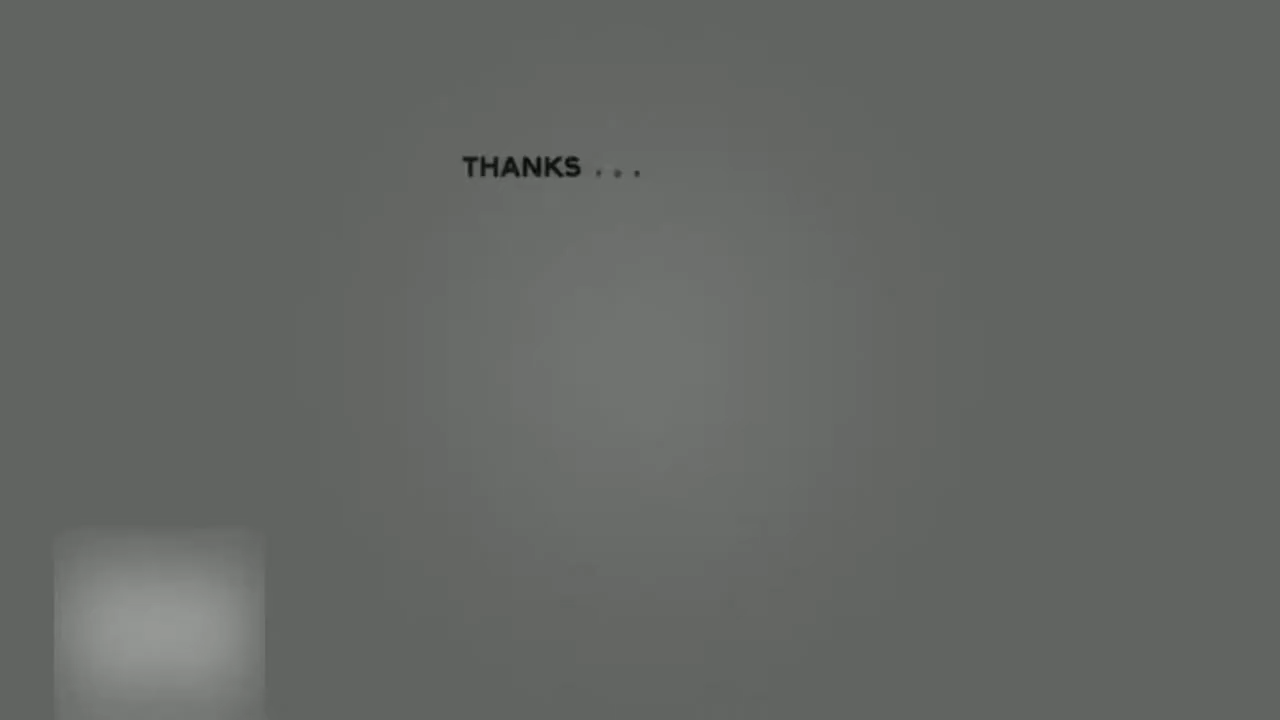 THANKS . . .